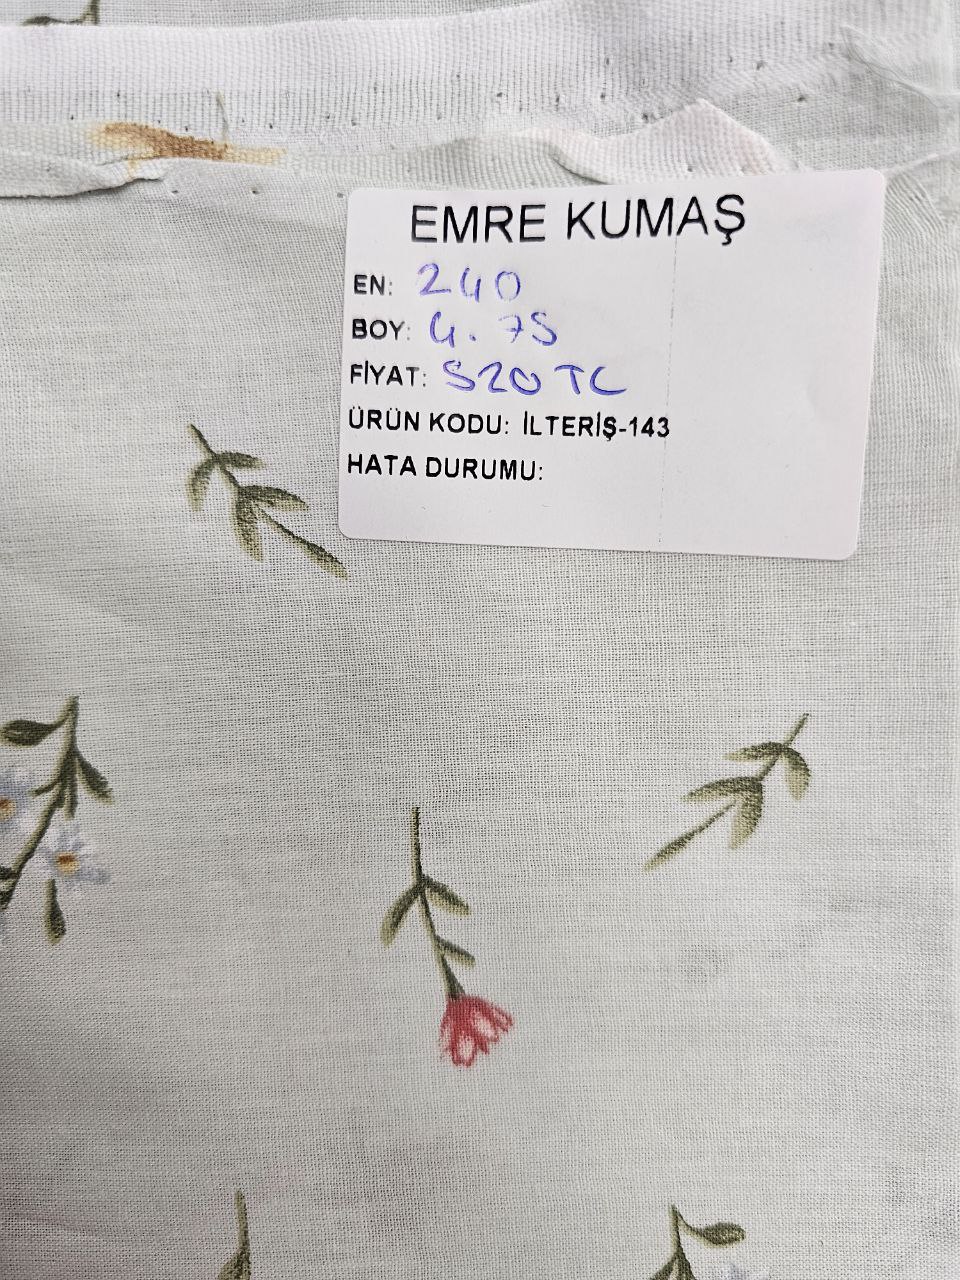 EMRE KUMAŞ
EN: 240
BOY: 4.75
FİYAT: 520 TL
ÜRÜN KODU: İLTERİŞ-143
HATA DURUMU: